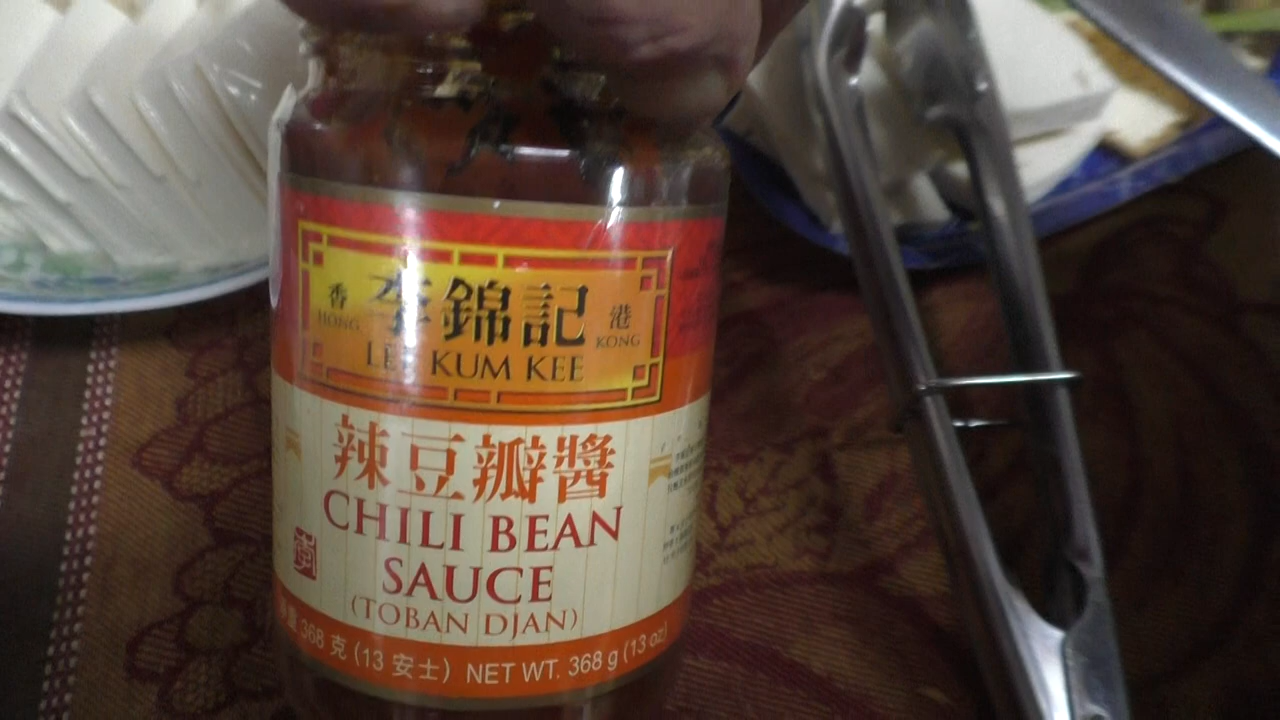 香 李錦記 港
HONG LEE KUM KEE KONG
辣豆瓣醬
CHILI BEAN
SAUCE
(TOBAN DJAN)
368 克 (13 安士) NET WT. 368 g (13 oz)